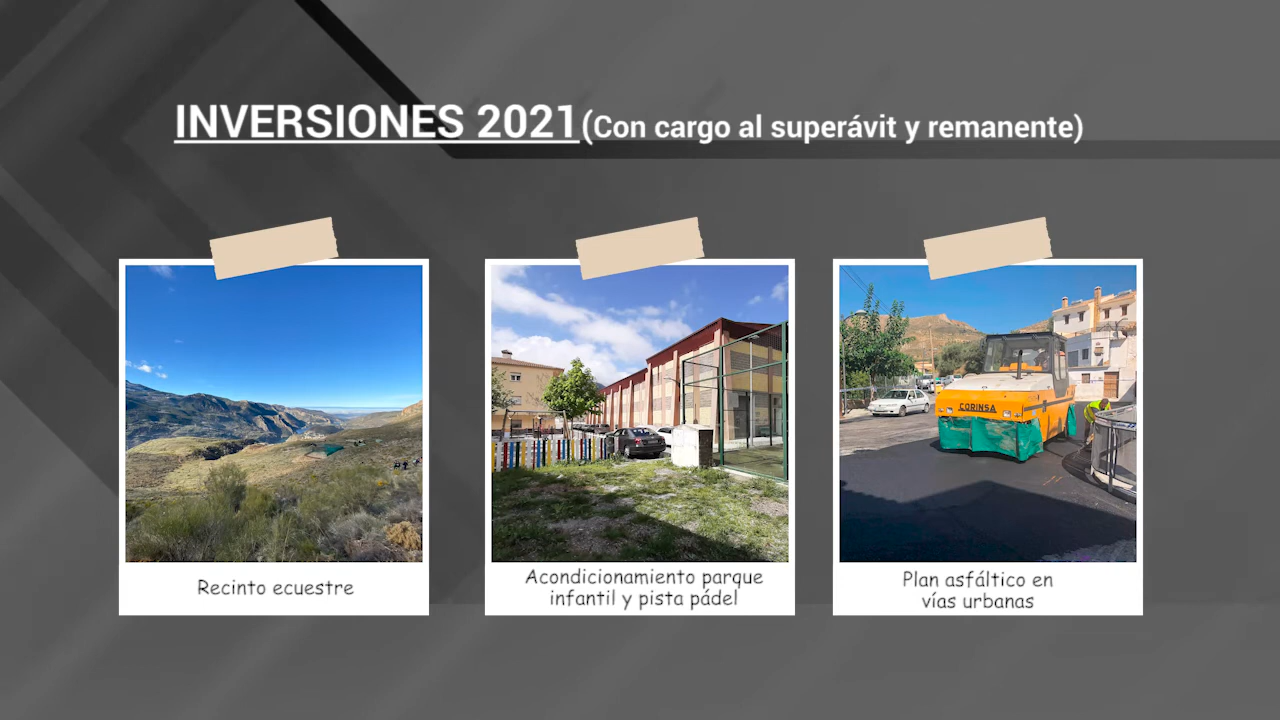 INVERSIONES 2021 (Con cargo al superávit y remanente)
CORINSA
Recinto ecuestre
Acondicionamiento parque
infantil y pista pádel
Plan asfáltico en
vías urbanas